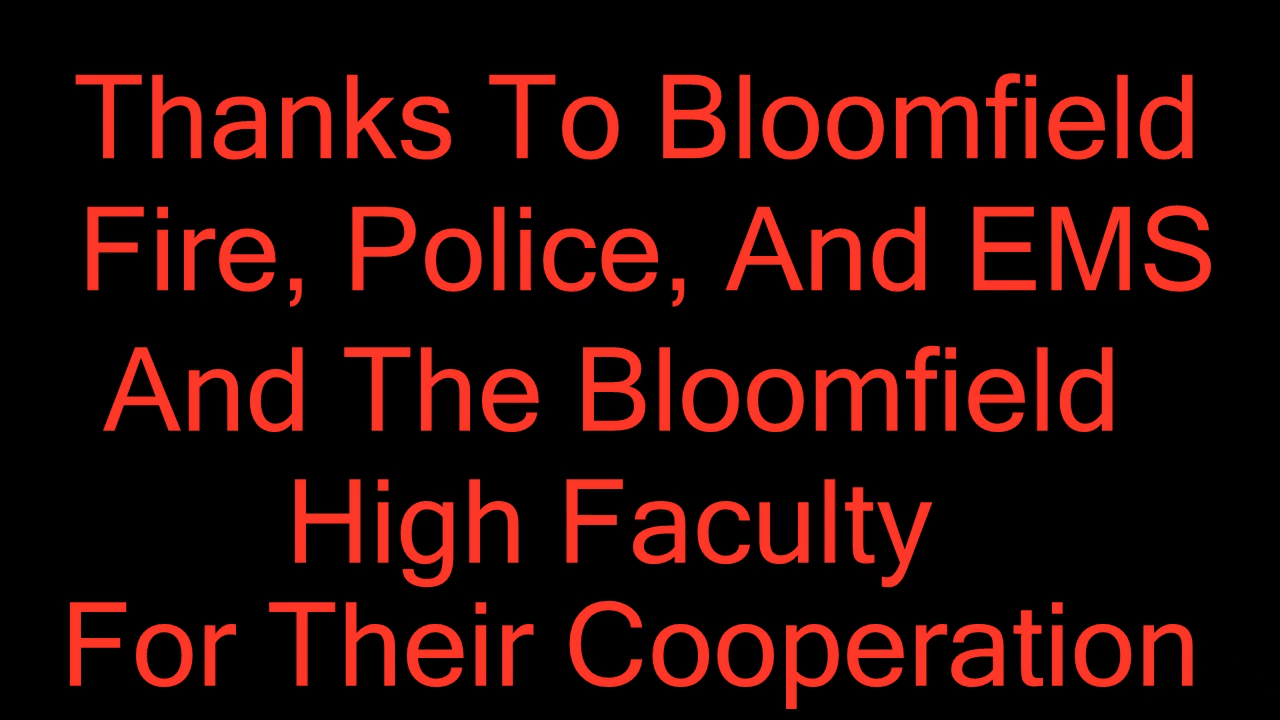 Thanks To Bloomfield
Fire, Police, And EMS
And The Bloomfield
High Faculty
For Their Cooperation